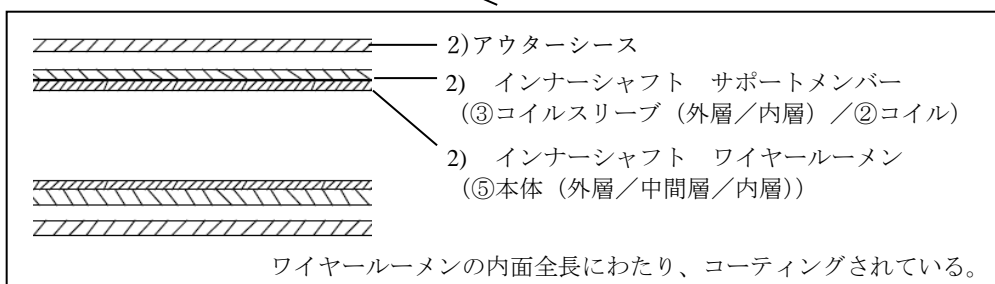 2)アウターシース
2)　インナーシャフト　サポートメンバー
（③コイルスリーブ（外層／内層）／②コイル）
2)　インナーシャフト　ワイヤールーメン
（⑤本体（外層／中間層／内層））
ワイヤールーメンの内面全長にわたり、コーティングされている。